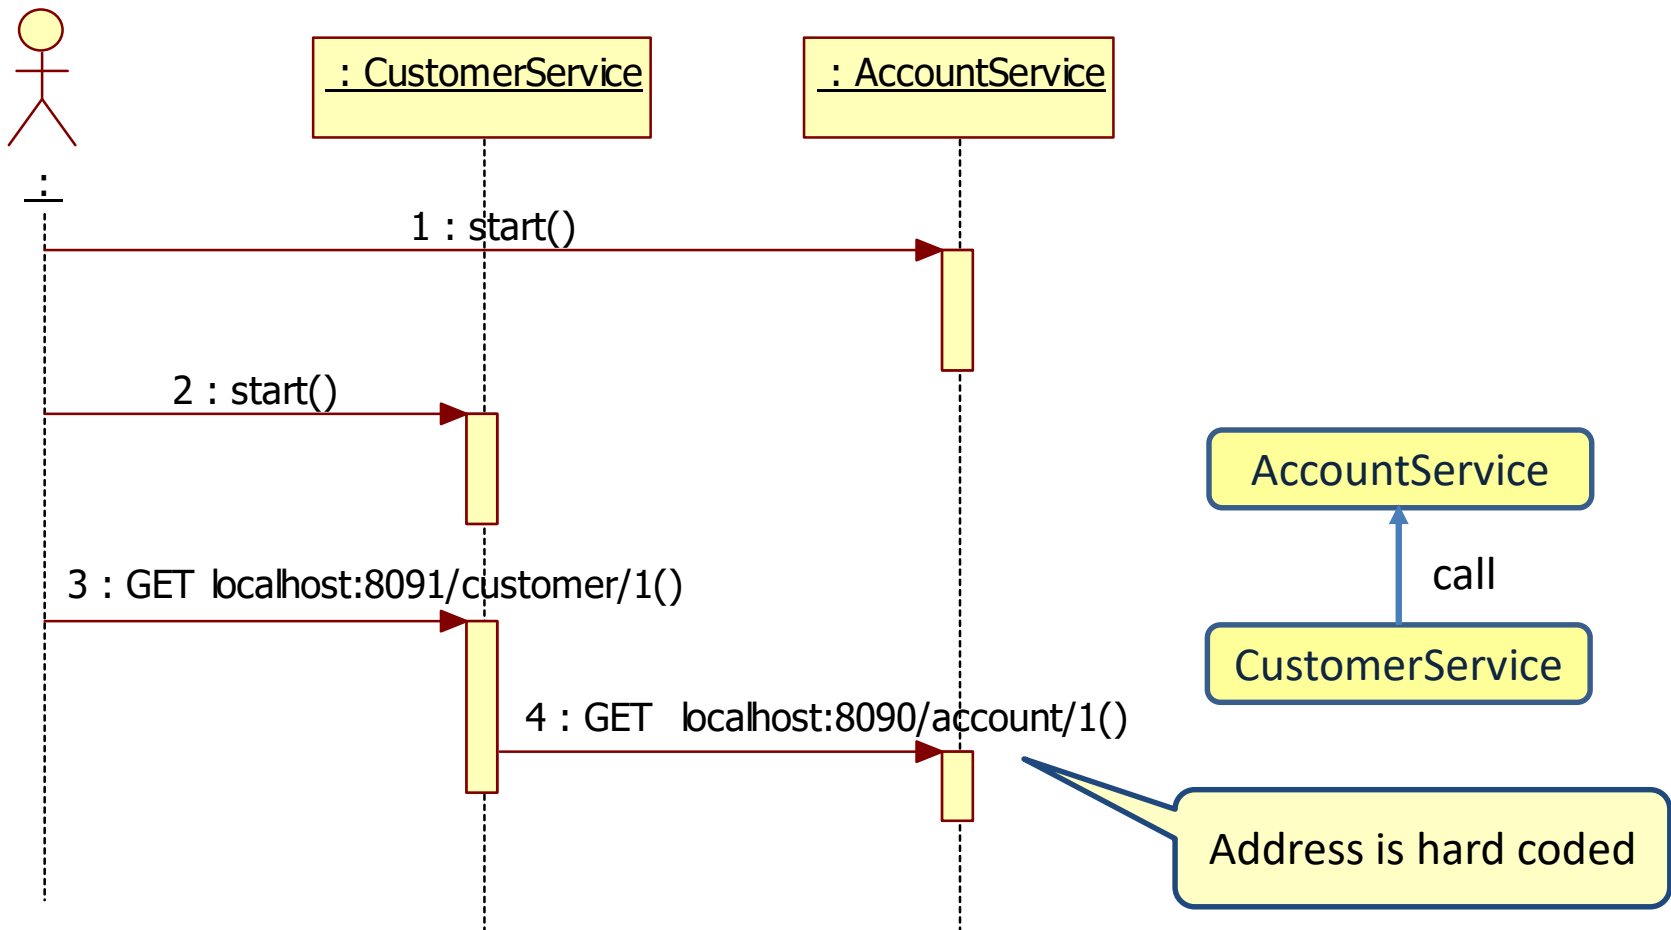 : CustomerService
: AccountService
:
1 : start()
2 : start()
3 : GET localhost:8091/customer/1()
4 : GET localhost:8090/account/1()
AccountService
call
CustomerService
Address is hard coded